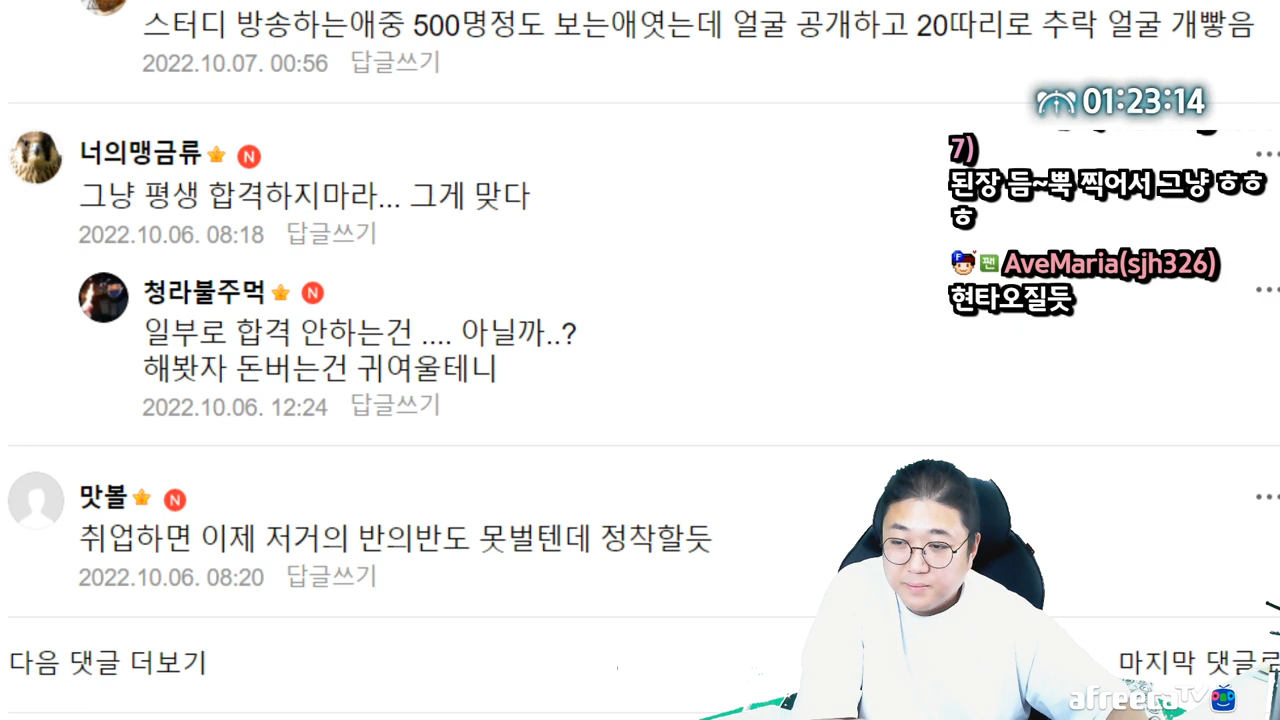 스터디 방송하는애중 500명정도 보는애엿는데 얼굴 공개하고 20따리로 추락 얼굴 개빻음
2022.10.07. 00:56 답글쓰기
01:23:14
너의맹금류 N
그냥 평생 합격하지마라... 그게 맞다
2022.10.06. 08:18 답글쓰기
7)
된장 듬~뿍 찍어서 그냥 ㅎㅎ
ㅎ
F 팬 AveMaria(sjh326)
현타오질듯
청라불주먹 N
일부로 합격 안하는건 .... 아닐까..?
해봣자 돈버는건 귀여울테니
2022.10.06. 12:24 답글쓰기
맛볼 N
취업하면 이제 저거의 반의반도 못벌텐데 정착할듯
2022.10.06. 08:20 답글쓰기
다음 댓글 더보기
마지막 댓글로
afreecaTV